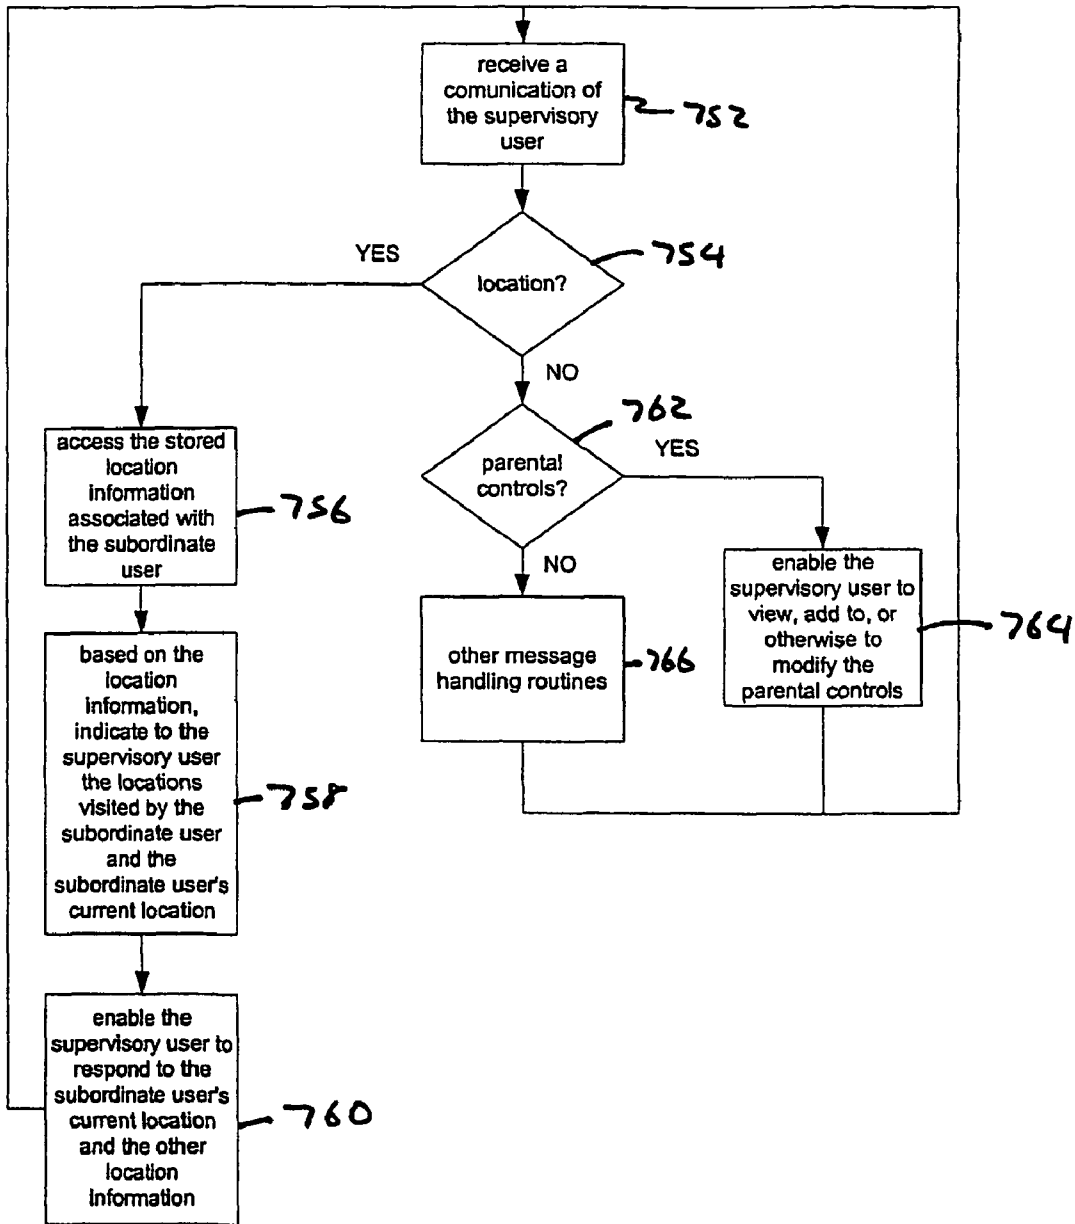 receive a
comunication of
the supervisory
user
752
YES
location?
754
NO
762
YES
parental
controls?
access the stored
location
information
associated with
the subordinate
user
756
NO
enable the
supervisory user to
view, add to, or
otherwise to
modify the
parental controls
764
other message
handling routines
766
based on the
location
information,
indicate to the
supervisory user
the locations
visited by the
subordinate user
and the
subordinate user's
current location
758
enable the
supervisory user to
respond to the
subordinate user's
current location
and the other
location
information
760